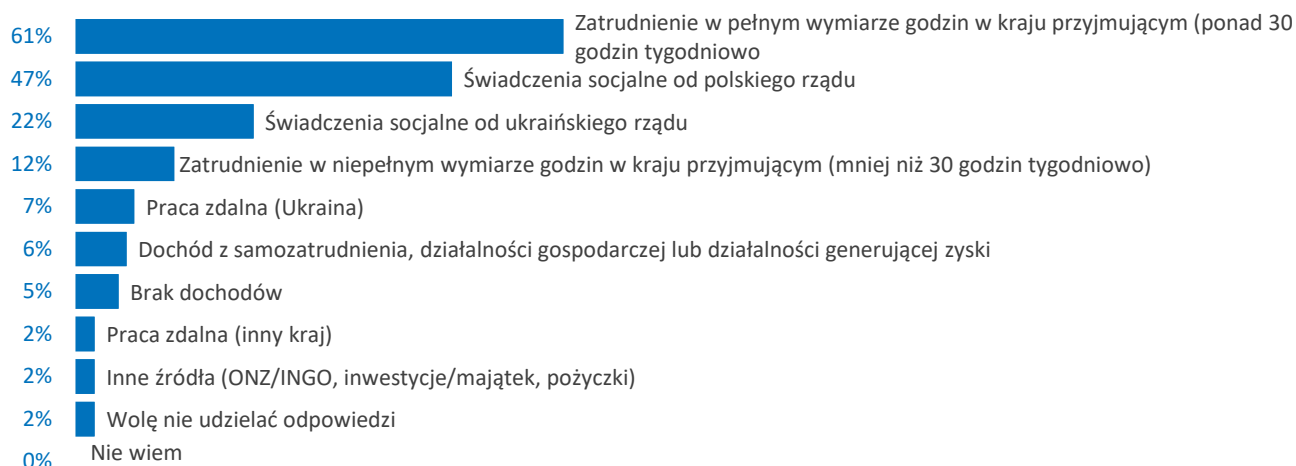 61% Zatrudnienie w pełnym wymiarze godzin w kraju przyjmującym (ponad 30
godzin tygodniowo
47% Świadczenia socjalne od polskiego rządu
22% Świadczenia socjalne od ukraińskiego rządu
12% Zatrudnienie w niepełnym wymiarze godzin w kraju przyjmującym (mniej niż 30 godzin tygodniowo)
7% Praca zdalna (Ukraina)
6% Dochód z samozatrudnienia, działalności gospodarczej lub działalności generującej zyski
5% Brak dochodów
2% Praca zdalna (inny kraj)
2% Inne źródła (ONZ/INGO, inwestycje/majątek, pożyczki)
2% Wolę nie udzielać odpowiedzi
0% Nie wiem